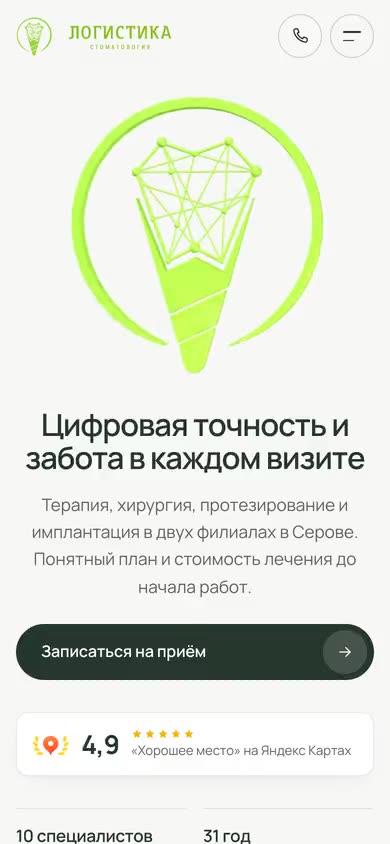 ЛОГИСТИКА
СТОМАТОЛОГИЯ
Цифровая точность и
забота в каждом визите
Терапия, хирургия, протезирование и
имплантация в двух филиалах в Серове.
Понятный план и стоимость лечения до
начала работ.
Записаться на приём
4,9
«Хорошее место» на Яндекс Картах
10 специалистов
31 год